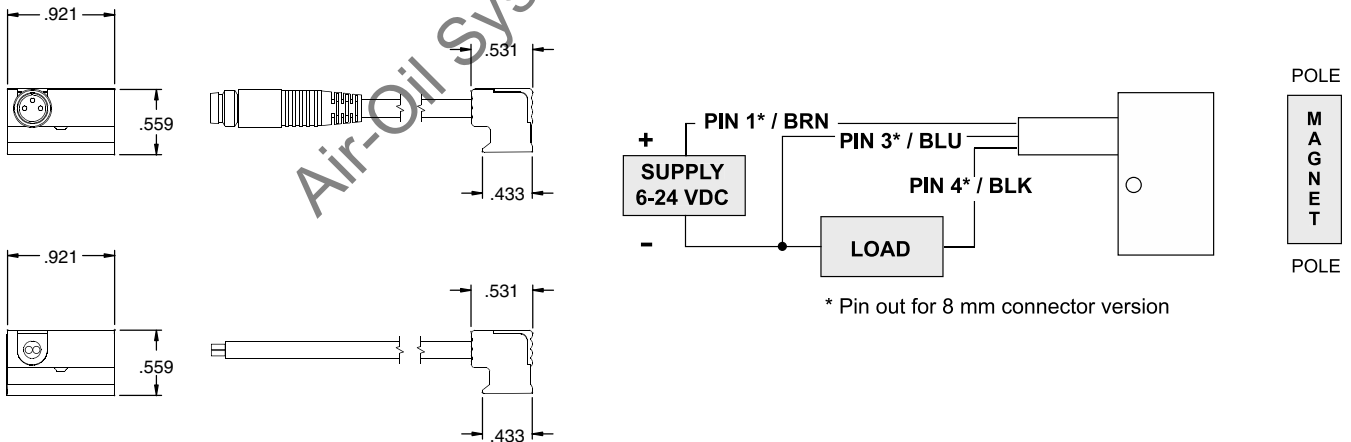 .921
.559
.531
.433
Air-Oil Sys
.921
.559
.531
.433
+
SUPPLY
6-24 VDC
-
PIN 1* / BRN
PIN 3* / BLU
PIN 4* / BLK
LOAD
POLE
MAGNET
POLE
* Pin out for 8 mm connector version